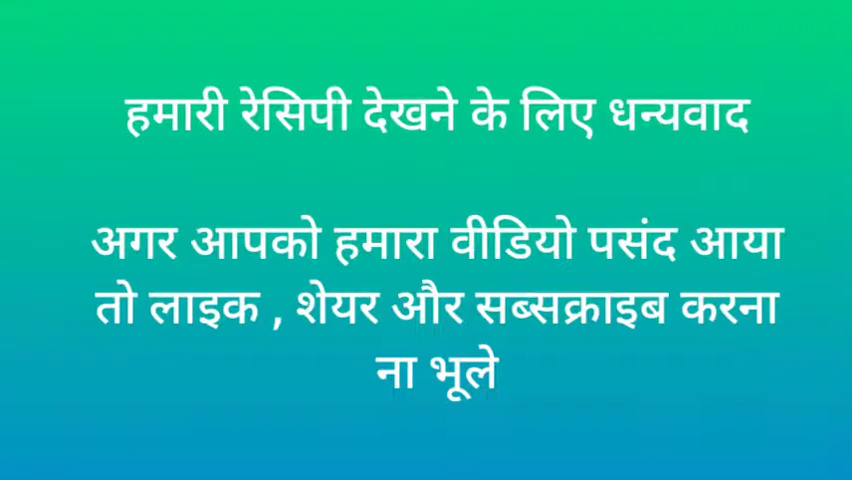 हमारी रेसिपी देखने के लिए धन्यवाद
अगर आपको हमारा वीडियो पसंद आया
तो लाइक , शेयर और सब्सक्राइब करना
ना भूले